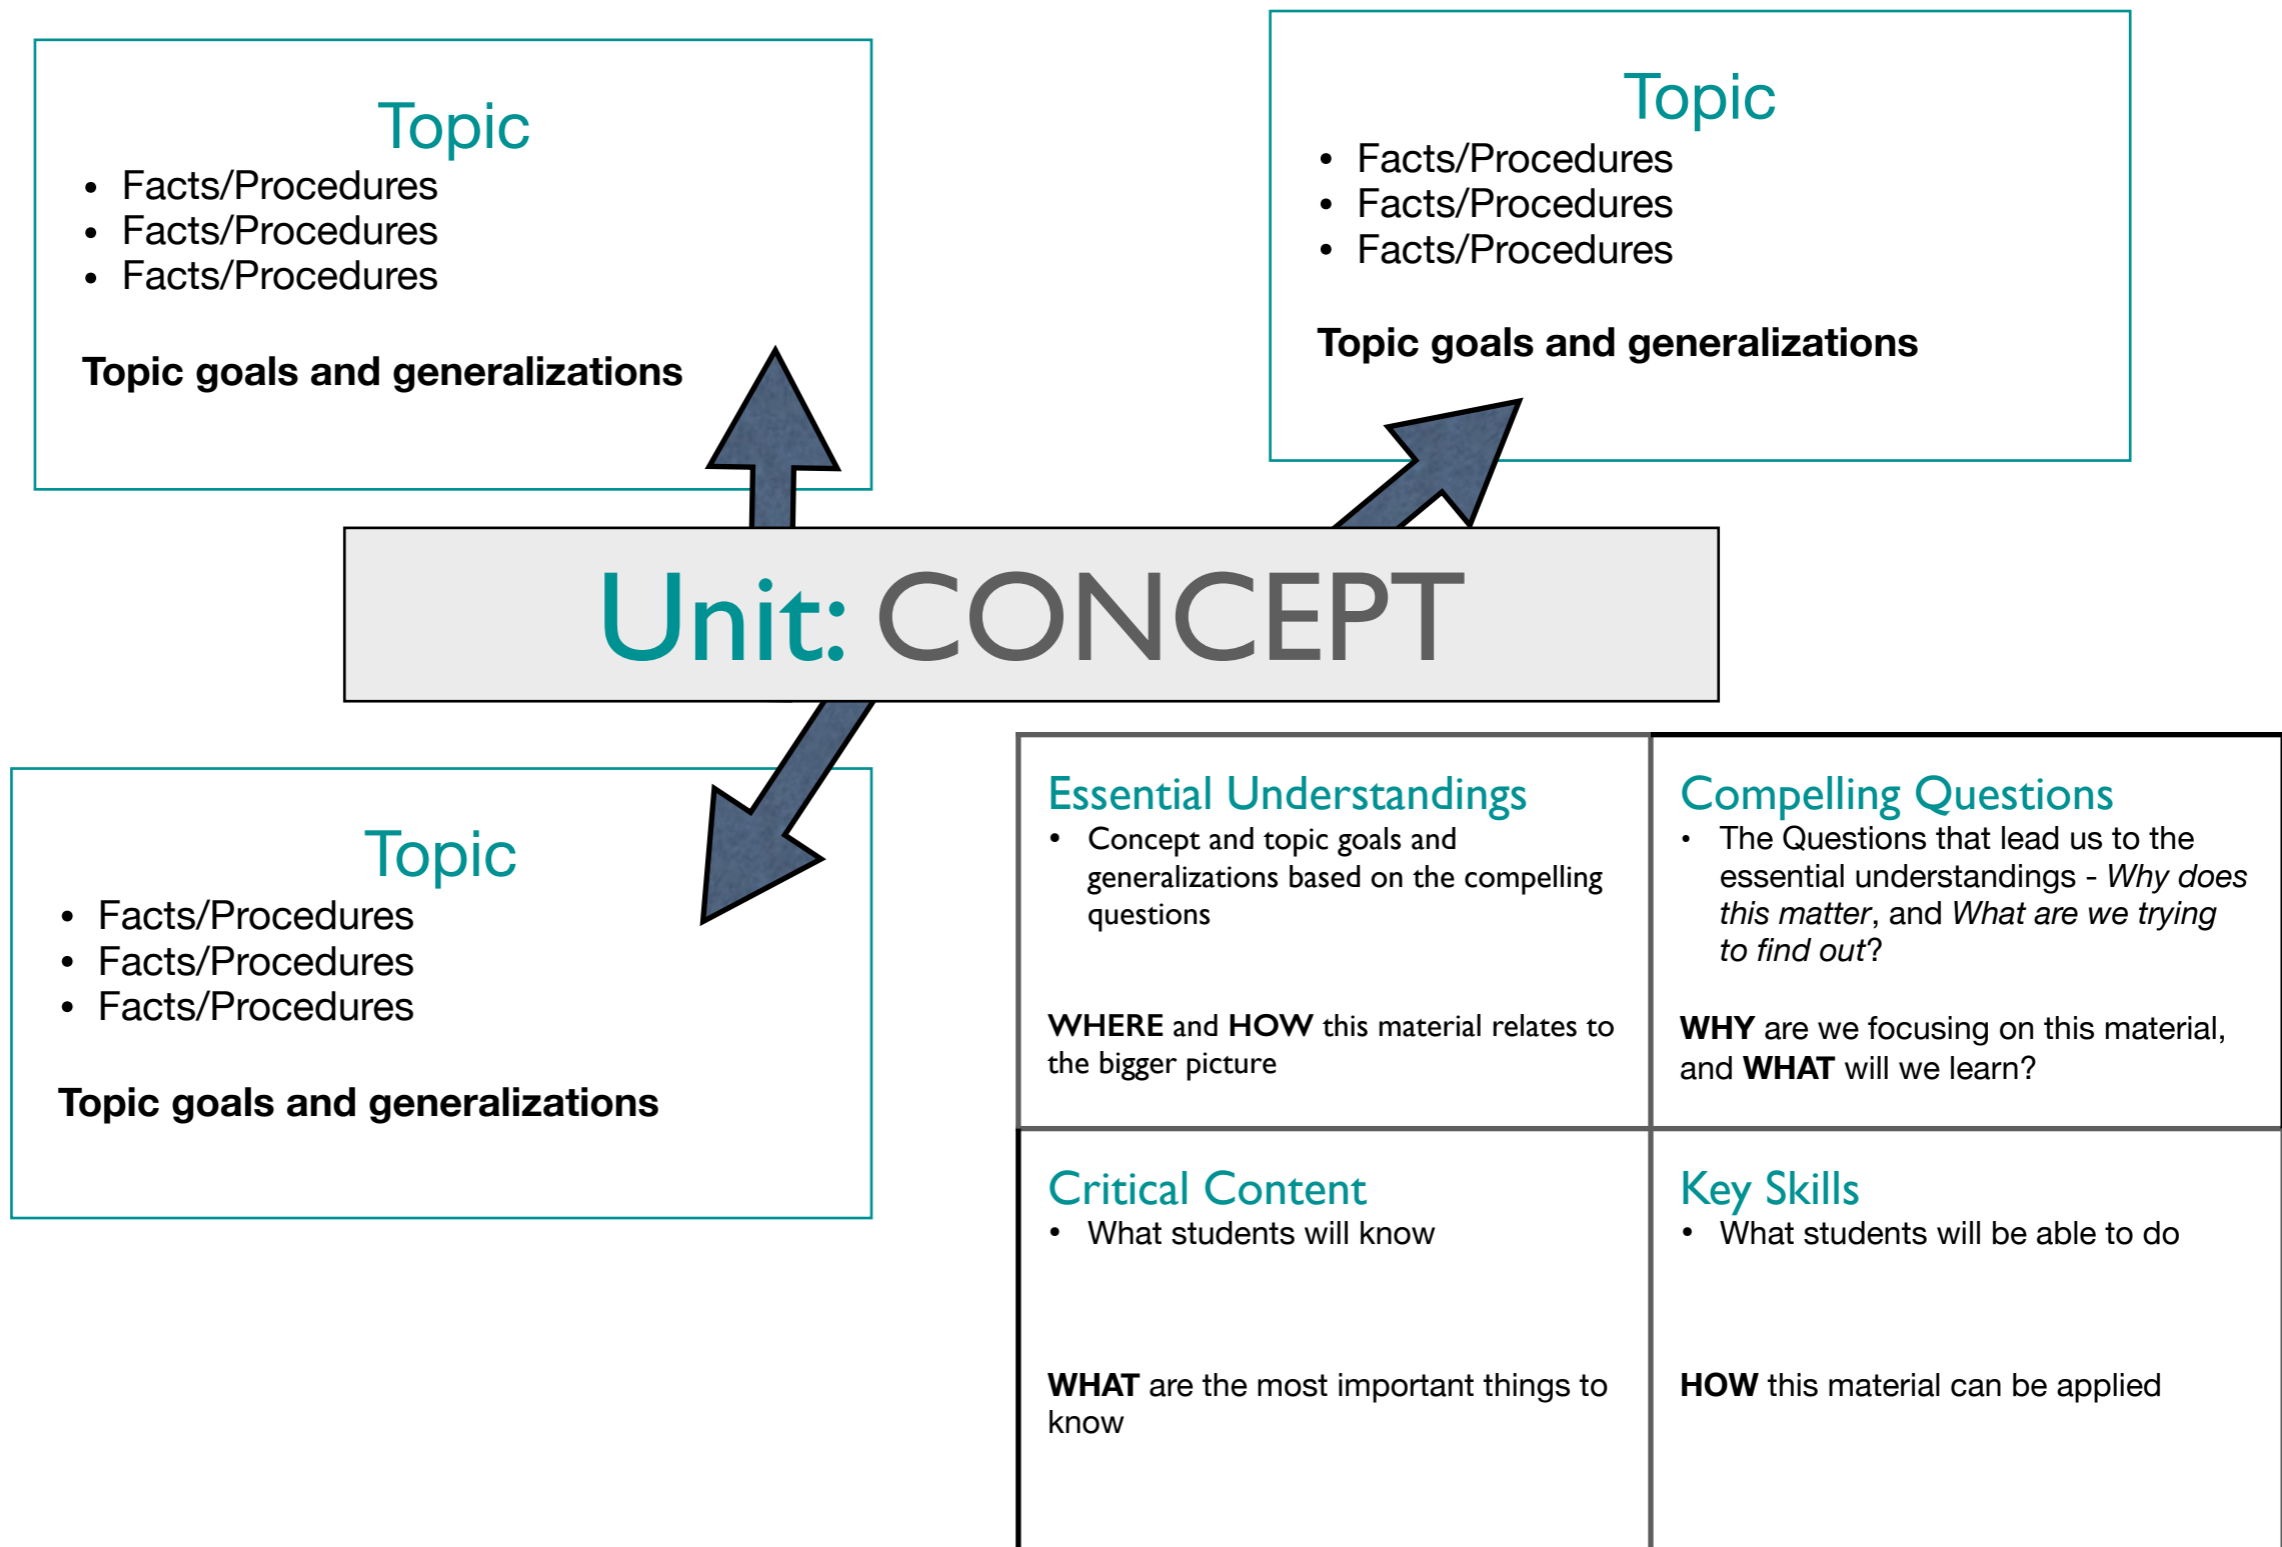 Topic
• Facts/Procedures
• Facts/Procedures
• Facts/Procedures
Topic goals and generalizations
Topic
• Facts/Procedures
• Facts/Procedures
• Facts/Procedures
Topic goals and generalizations
Unit: CONCEPT
Topic
• Facts/Procedures
• Facts/Procedures
• Facts/Procedures
Topic goals and generalizations
Essential Understandings
• Concept and topic goals and
generalizations based on the compelling
questions
WHERE and HOW this material relates to
the bigger picture
Compelling Questions
• The Questions that lead us to the
essential understandings - Why does
this matter, and What are we trying
to find out?
WHY are we focusing on this material,
and WHAT will we learn?
Critical Content
• What students will know
WHAT are the most important things to
know
Key Skills
• What students will be able to do
HOW this material can be applied